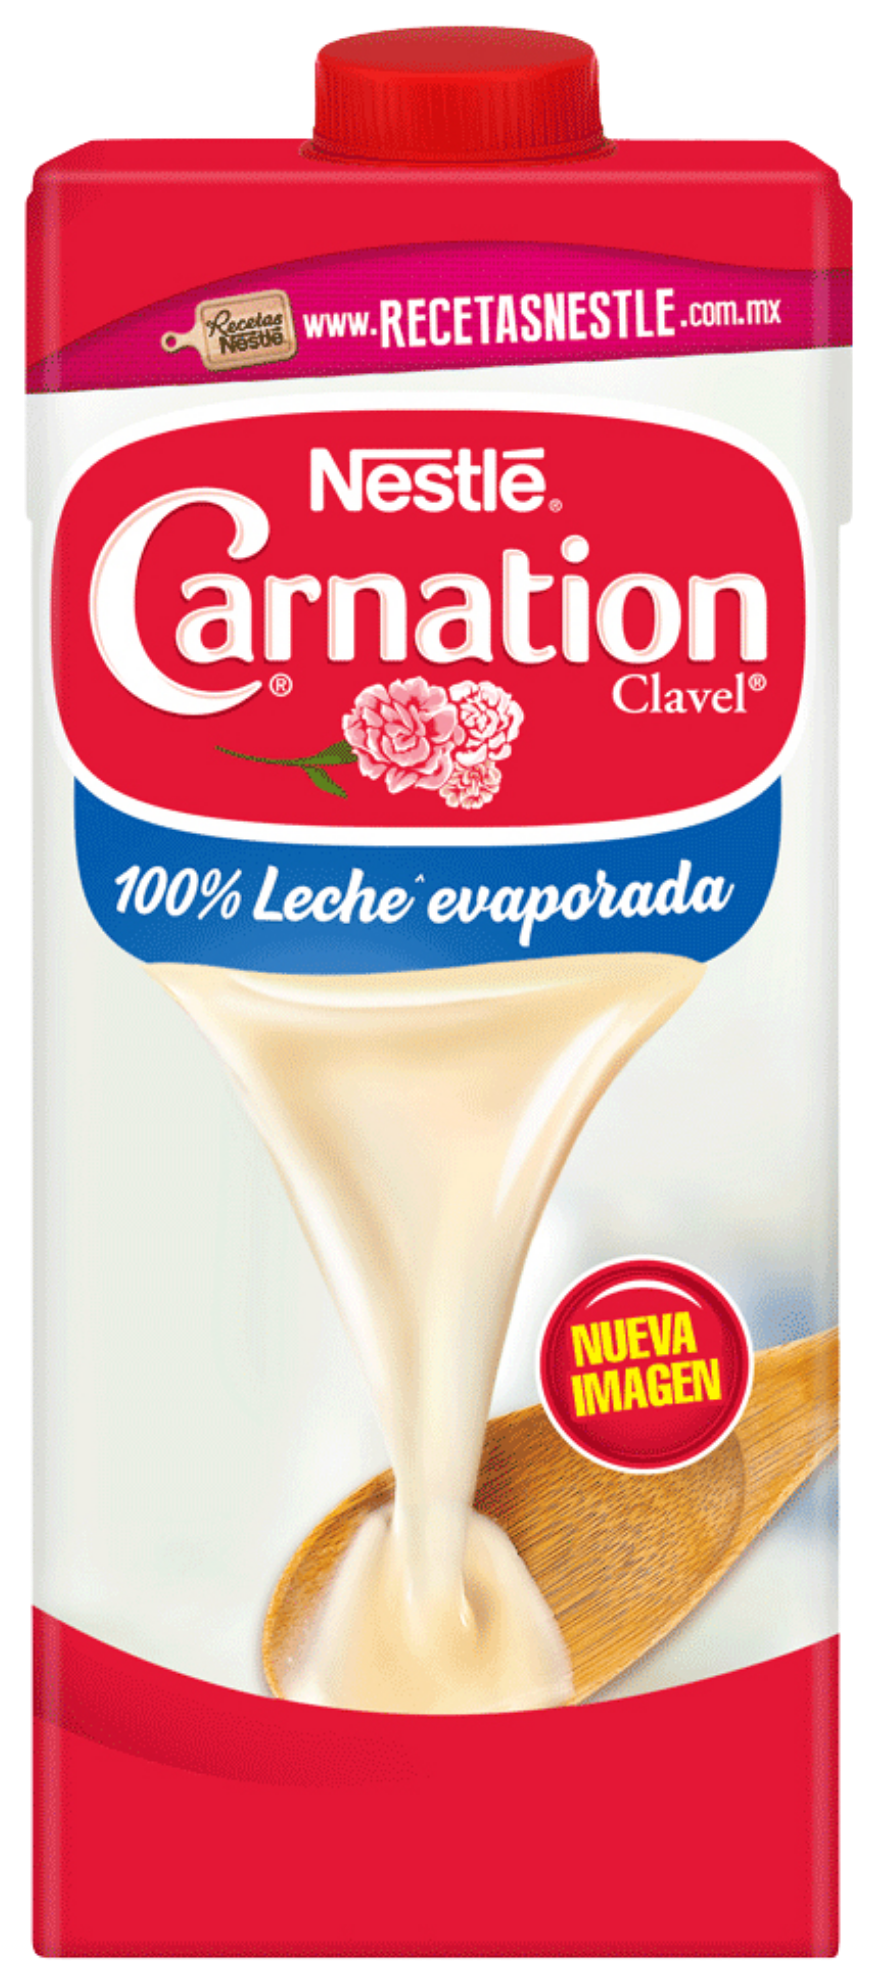 Recetas
Nestlé
www.RECETASNESTLE.com.mx
Nestlé®
Carnation®
Clavel®
100% Leche^ evaporada
NUEVA
IMAGEN